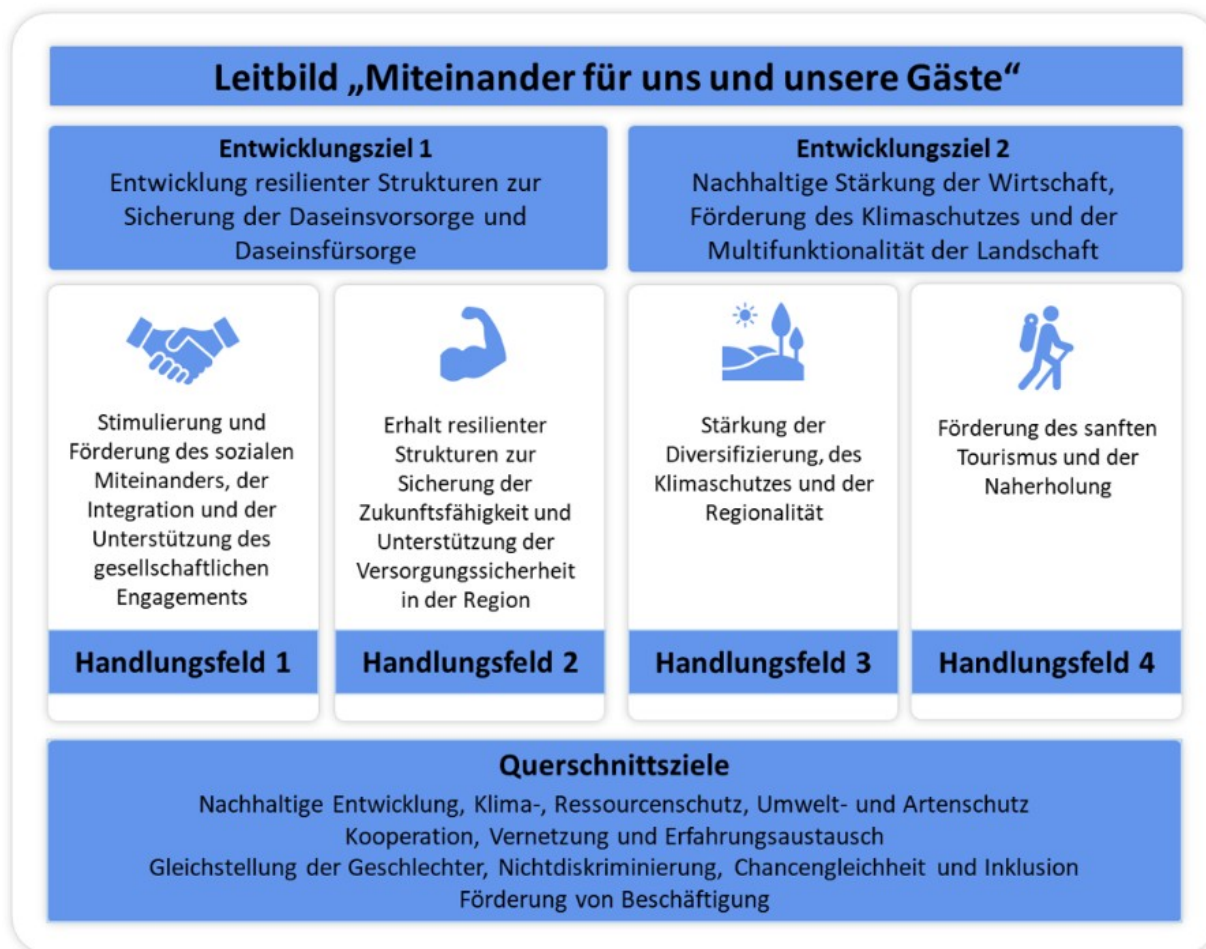 Leitbild „Miteinander für uns und unsere Gäste“
Entwicklungsziel 1
Entwicklung resilienter Strukturen zur
Sicherung der Daseinsvorsorge und
Daseinsfürsorge
Entwicklungsziel 2
Nachhaltige Stärkung der Wirtschaft,
Förderung des Klimaschutzes und der
Multifunktionalität der Landschaft
Stimulierung und
Förderung des sozialen
Miteinanders, der
Integration und der
Unterstützung des
gesellschaftlichen
Engagements
Handlungsfeld 1
Erhalt resilienter
Strukturen zur
Sicherung der
Zukunftsfähigkeit und
Unterstützung der
Versorgungssicherheit
in der Region
Handlungsfeld 2
Stärkung der
Diversifizierung, des
Klimaschutzes und der
Regionalität
Handlungsfeld 3
Förderung des sanften
Tourismus und der
Naherholung
Handlungsfeld 4
Querschnittsziele
Nachhaltige Entwicklung, Klima-, Ressourcenschutz, Umwelt- und Artenschutz
Kooperation, Vernetzung und Erfahrungsaustausch
Gleichstellung der Geschlechter, Nichtdiskriminierung, Chancengleichheit und Inklusion
Förderung von Beschäftigung